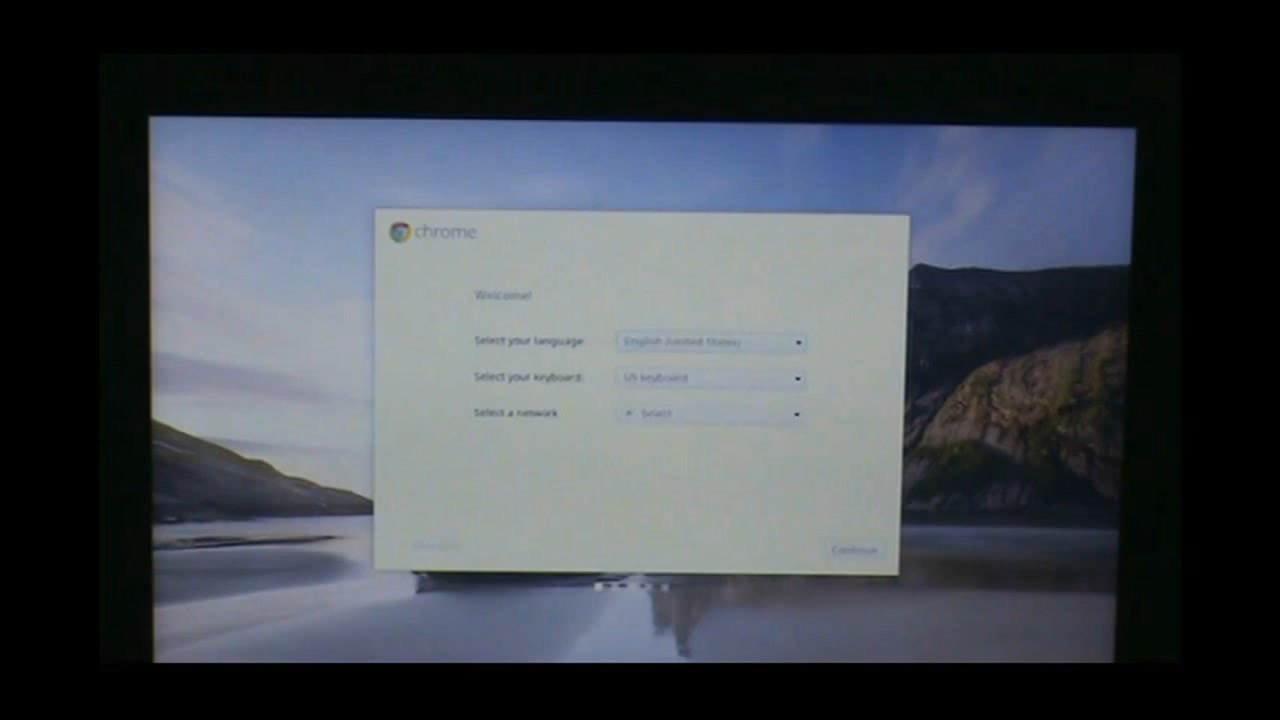 chrome
Welcome!
Select your language: English (United States)
Select your keyboard: US keyboard
Select a network Select
Continue